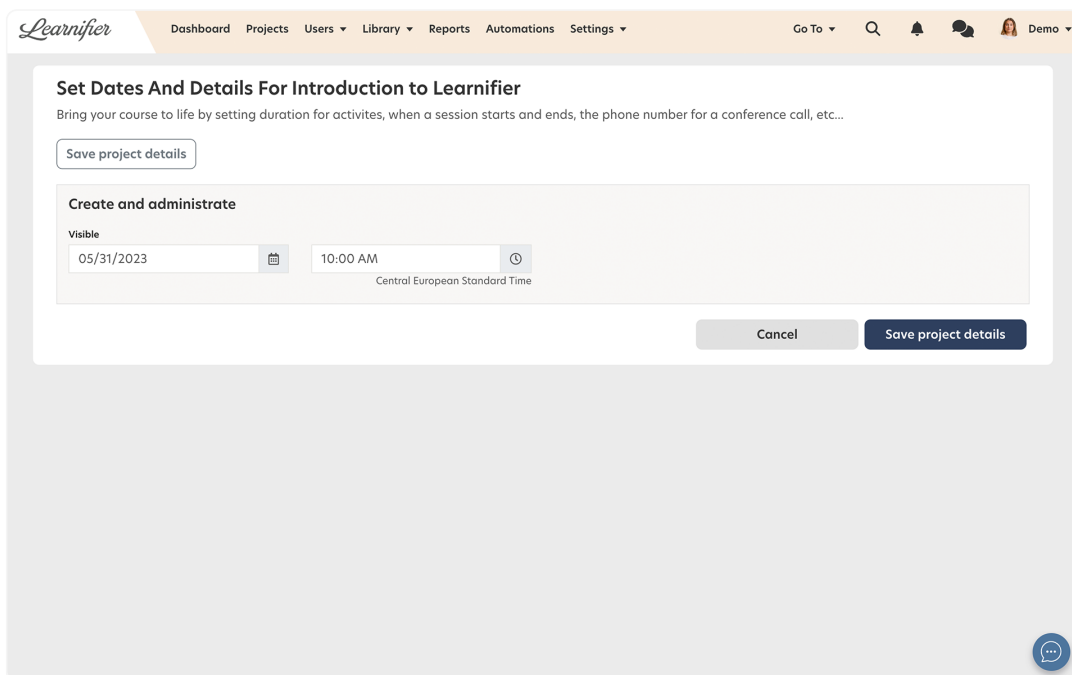 Learnifier Dashboard Projects Users Library Reports Automations Settings Go To Demo
Set Dates And Details For Introduction to Learnifier
Bring your course to life by setting duration for activites, when a session starts and ends, the phone number for a conference call, etc...
Save project details
Create and administrate
Visible
05/31/2023 10:00 AM
Central European Standard Time
Cancel Save project details